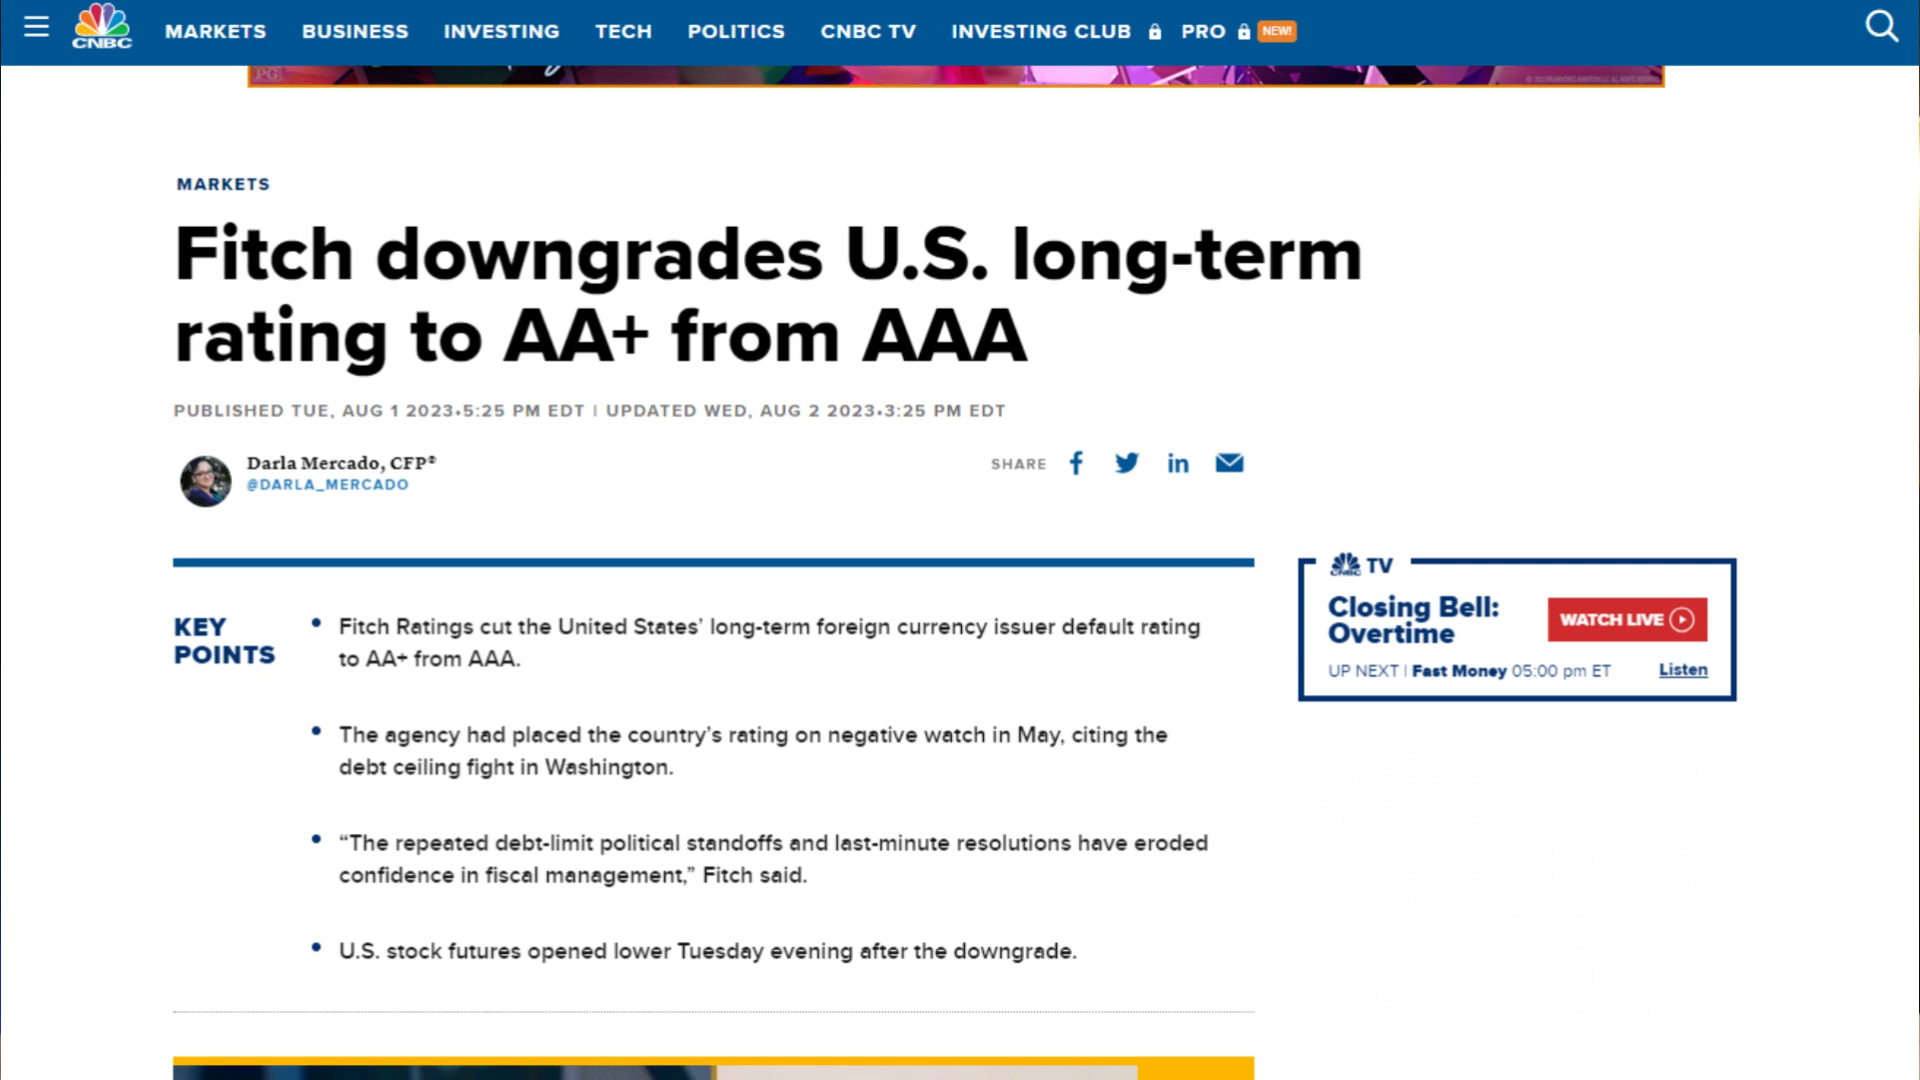 CNBC
MARKETS BUSINESS INVESTING TECH POLITICS CNBC TV INVESTING CLUB PRO NEW!
PG
MARKETS
Fitch downgrades U.S. long-term
rating to AA+ from AAA
PUBLISHED TUE, AUG 1 2023•5:25 PM EDT | UPDATED WED, AUG 2 2023•3:25 PM EDT
Darla Mercado, CFP®
@DARLA_MERCADO
SHARE
KEY
POINTS
• Fitch Ratings cut the United States’ long-term foreign currency issuer default rating
to AA+ from AAA.
• The agency had placed the country’s rating on negative watch in May, citing the
debt ceiling fight in Washington.
• “The repeated debt-limit political standoffs and last-minute resolutions have eroded
confidence in fiscal management,” Fitch said.
• U.S. stock futures opened lower Tuesday evening after the downgrade.
CNBC TV
Closing Bell:
Overtime
WATCH LIVE
UP NEXT | Fast Money 05:00 pm ET
Listen